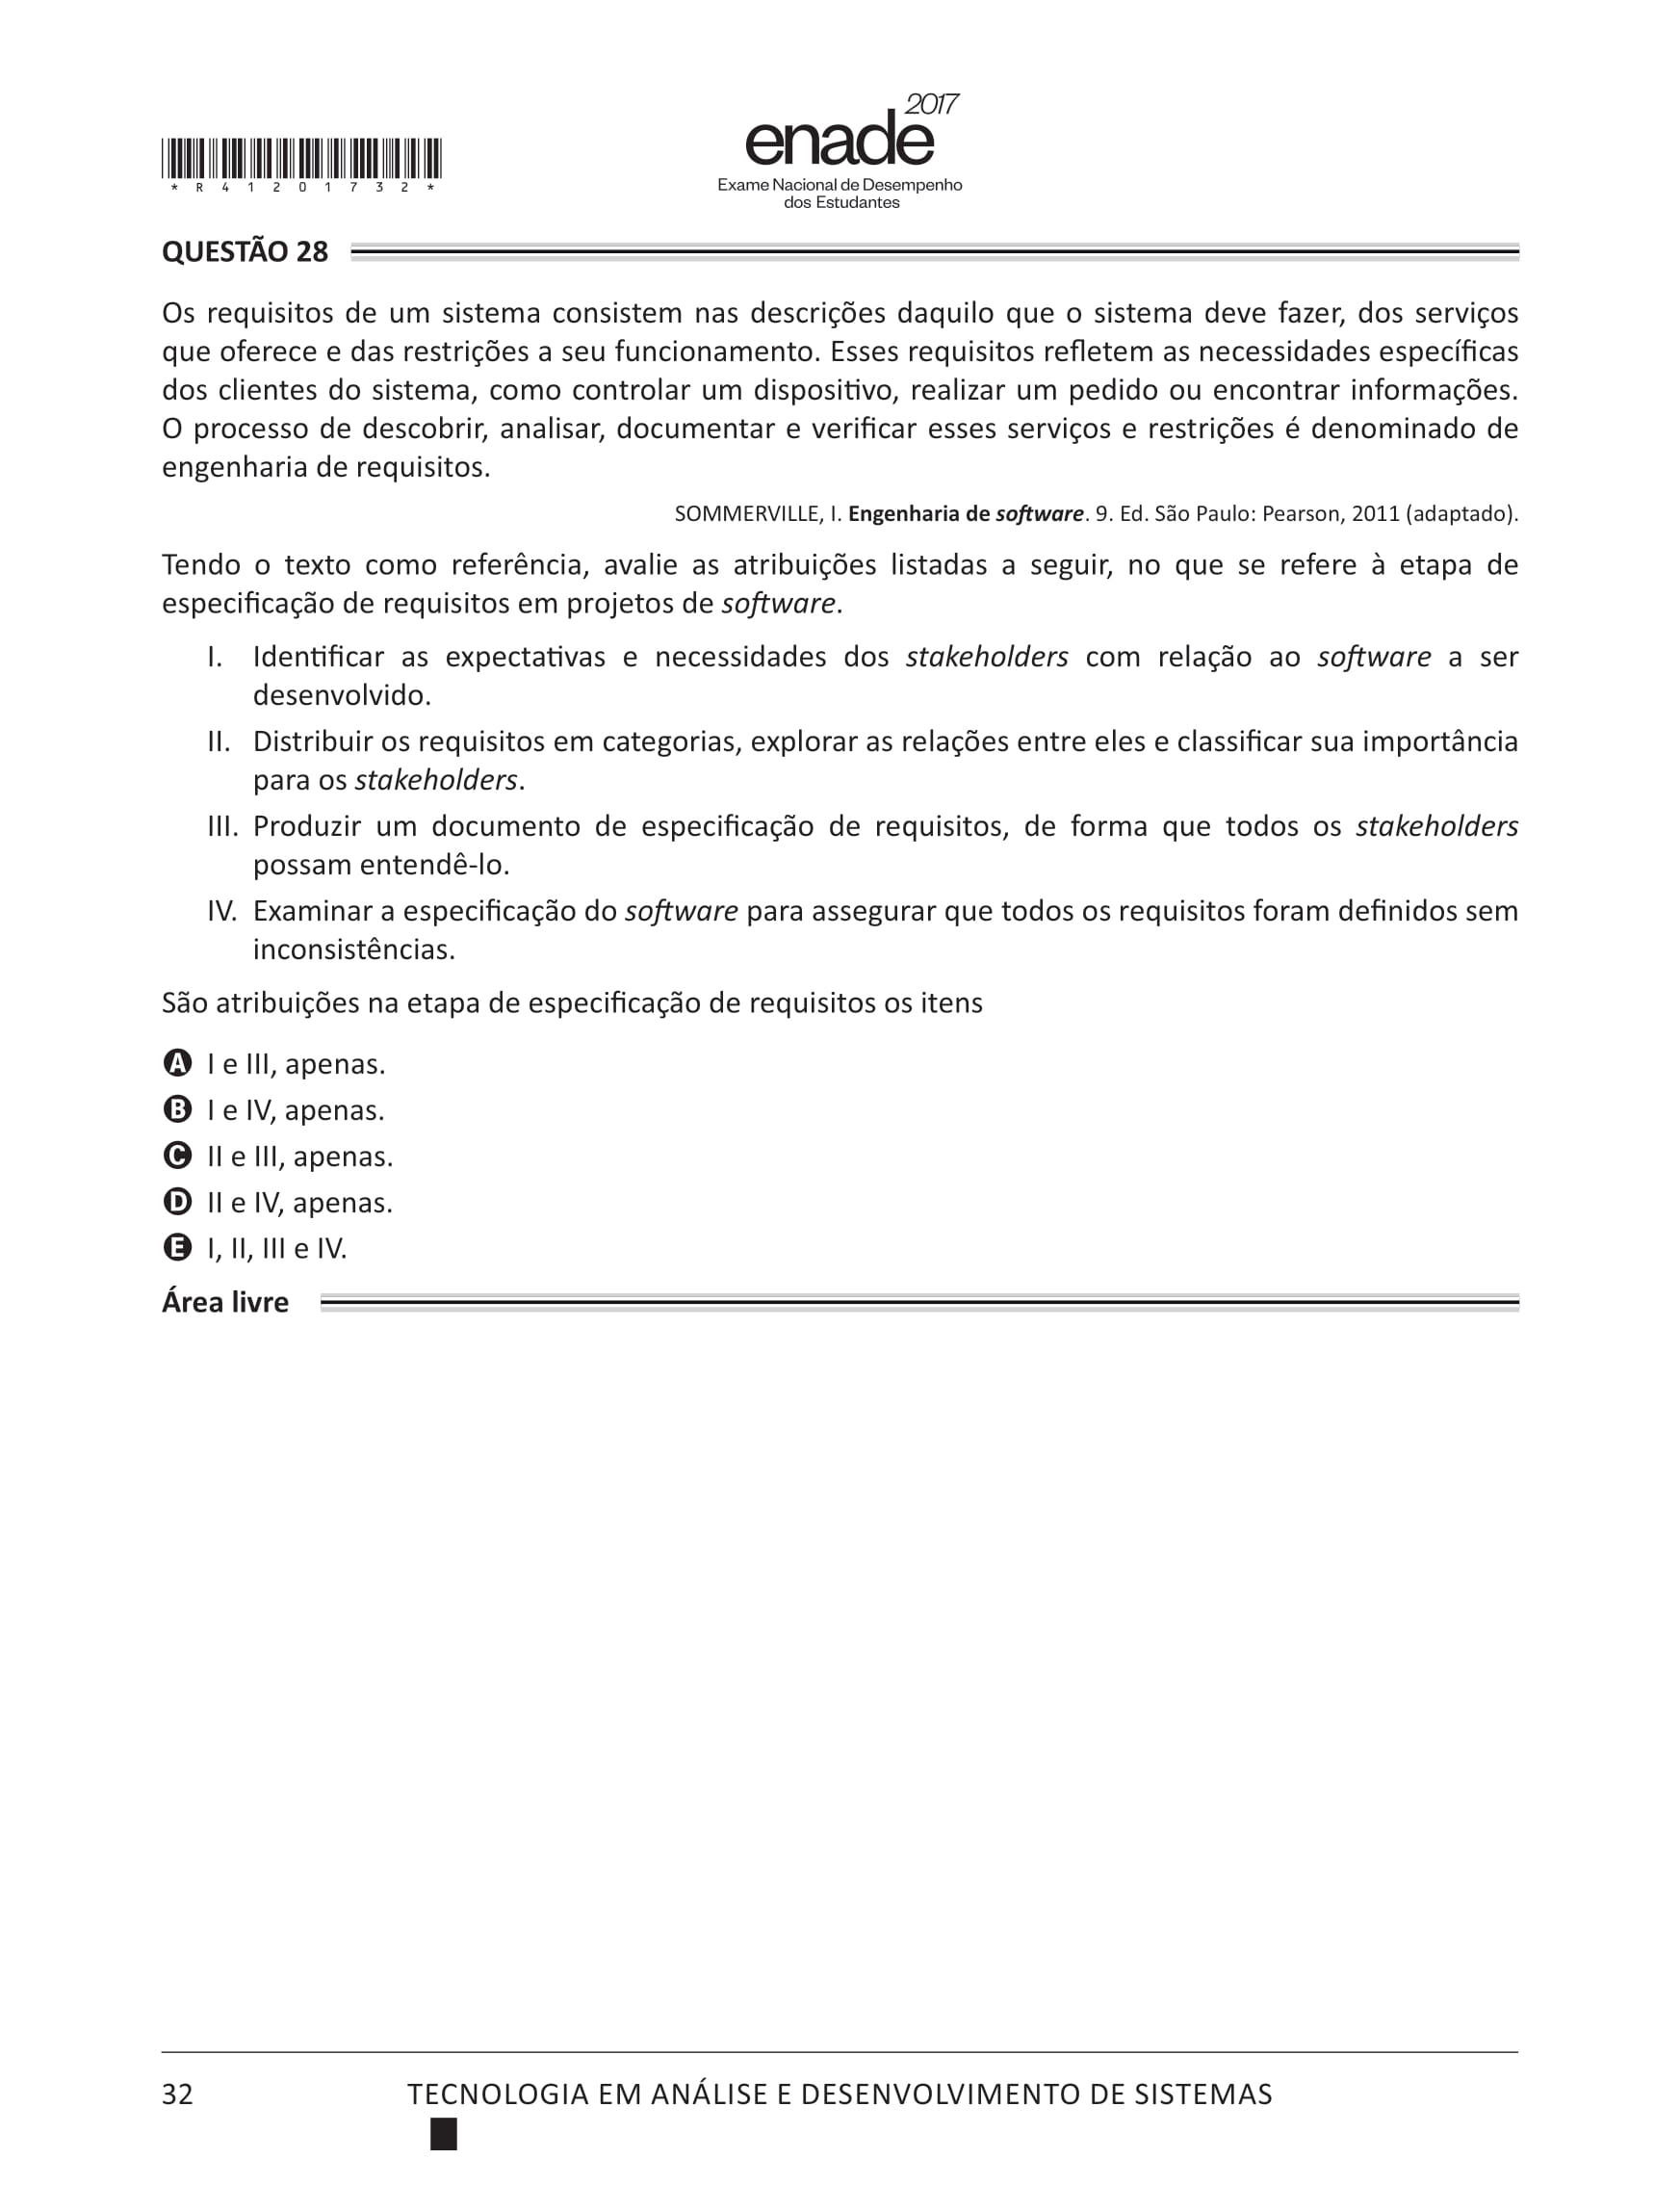 2017
enade
Exame Nacional de Desempenho
dos Estudantes
*R41201732*
QUESTÃO 28
Os requisitos de um sistema consistem nas descrições daquilo que o sistema deve fazer, dos serviços
que oferece e das restrições a seu funcionamento. Esses requisitos refletem as necessidades específicas
dos clientes do sistema, como controlar um dispositivo, realizar um pedido ou encontrar informações.
O processo de descobrir, analisar, documentar e verificar esses serviços e restrições é denominado de
engenharia de requisitos.
SOMMERVILLE, I. Engenharia de software. 9. Ed. São Paulo: Pearson, 2011 (adaptado).
Tendo o texto como referência, avalie as atribuições listadas a seguir, no que se refere à etapa de
especificação de requisitos em projetos de software.
I. Identificar as expectativas e necessidades dos stakeholders com relação ao software a ser
desenvolvido.
II. Distribuir os requisitos em categorias, explorar as relações entre eles e classificar sua importância
para os stakeholders.
III. Produzir um documento de especificação de requisitos, de forma que todos os stakeholders
possam entendê-lo.
IV. Examinar a especificação do software para assegurar que todos os requisitos foram definidos sem
inconsistências.
São atribuições na etapa de especificação de requisitos os itens
A I e III, apenas.
B I e IV, apenas.
C II e III, apenas.
D II e IV, apenas.
E I, II, III e IV.
Área livre
32 TECNOLOGIA EM ANÁLISE E DESENVOLVIMENTO DE SISTEMAS